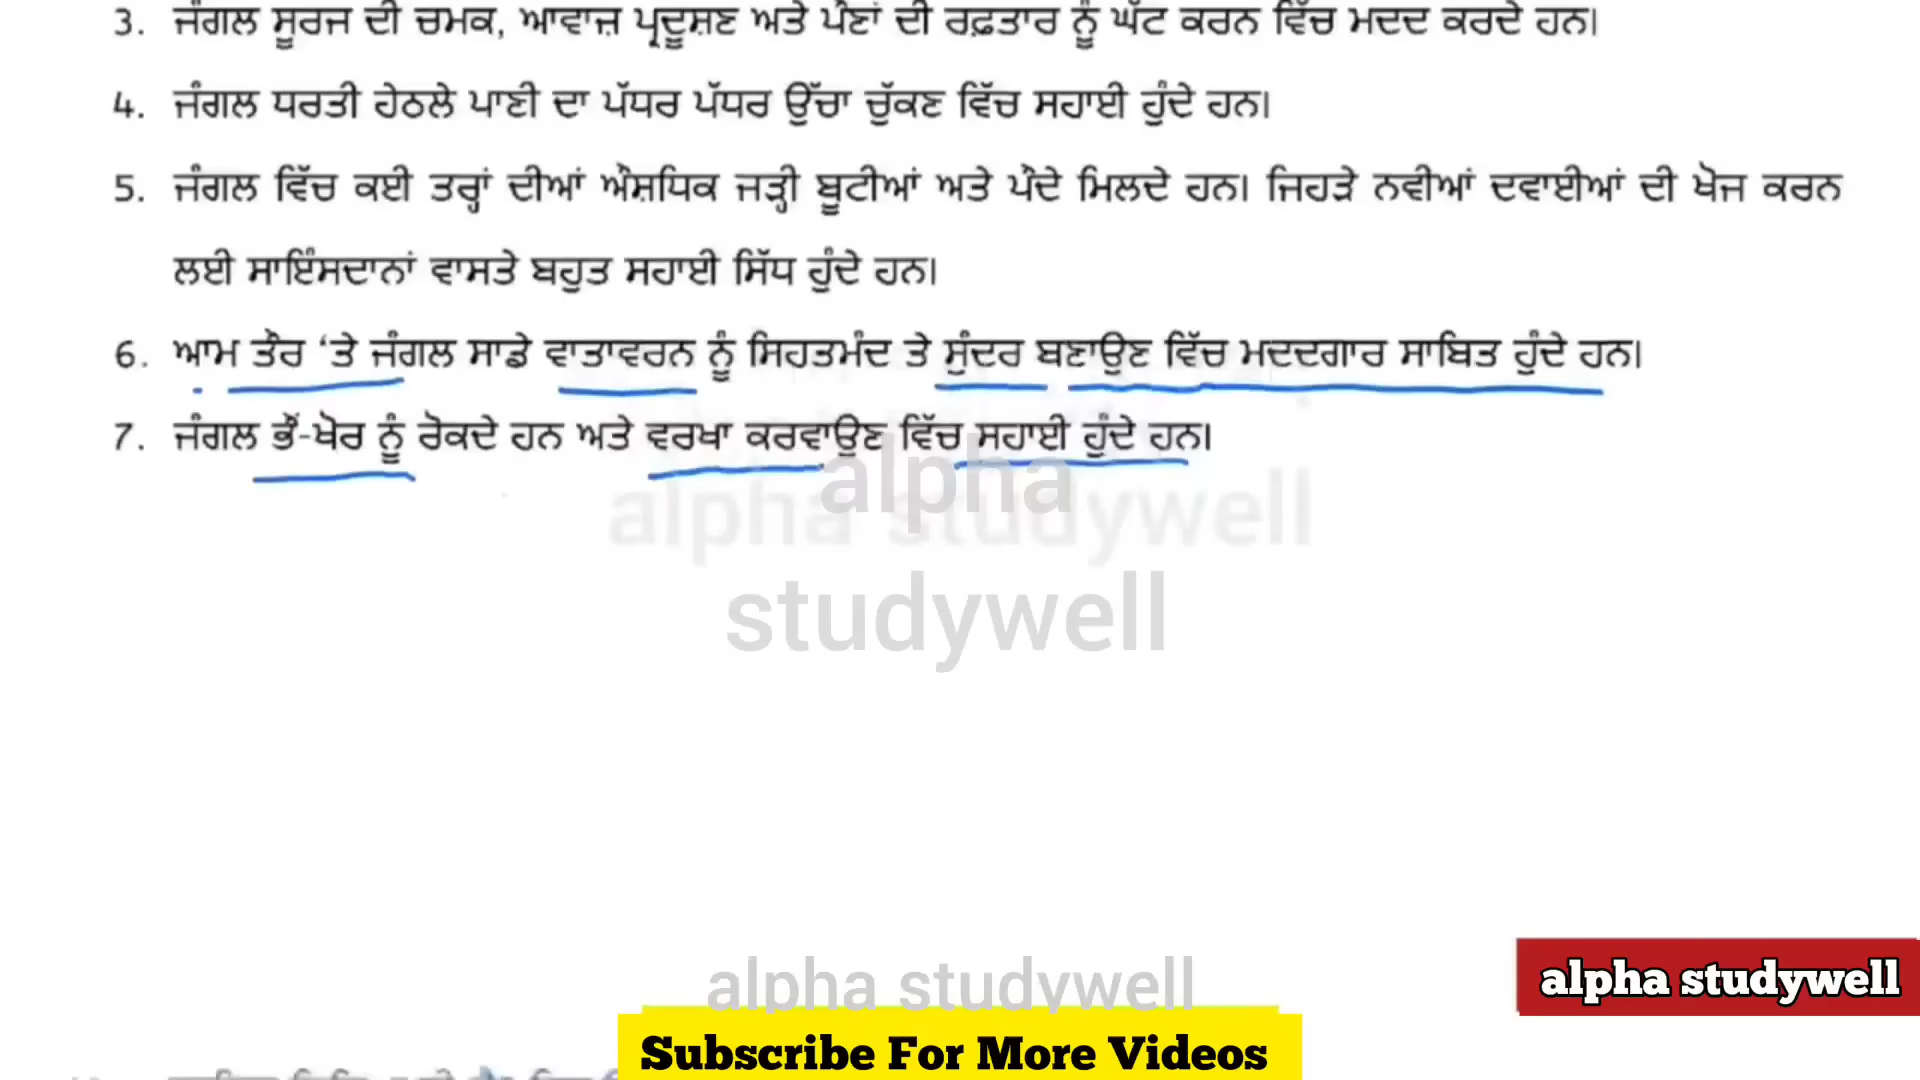 3. ਜੰਗਲ ਸੂਰਜ ਦੀ ਚਮਕ, ਆਵਾਜ਼ ਪ੍ਰਦੂਸ਼ਣ ਅਤੇ ਪੌਣਾਂ ਦੀ ਰਫ਼ਤਾਰ ਨੂੰ ਘੱਟ ਕਰਨ ਵਿੱਚ ਮਦਦ ਕਰਦੇ ਹਨ।
4. ਜੰਗਲ ਧਰਤੀ ਹੇਠਲੇ ਪਾਣੀ ਦਾ ਪੱਧਰ ਪੱਧਰ ਉੱਚਾ ਚੁੱਕਣ ਵਿੱਚ ਸਹਾਈ ਹੁੰਦੇ ਹਨ।
5. ਜੰਗਲ ਵਿੱਚ ਕਈ ਤਰ੍ਹਾਂ ਦੀਆਂ ਔਸ਼ਧਿਕ ਜੜ੍ਹੀ ਬੂਟੀਆਂ ਅਤੇ ਪੌਦੇ ਮਿਲਦੇ ਹਨ। ਜਿਹੜੇ ਨਵੀਆਂ ਦਵਾਈਆਂ ਦੀ ਖੋਜ ਕਰਨ
ਲਈ ਸਾਇੰਸਦਾਨਾਂ ਵਾਸਤੇ ਬਹੁਤ ਸਹਾਈ ਸਿੱਧ ਹੁੰਦੇ ਹਨ।
6. ਆਮ ਤੌਰ ‘ਤੇ ਜੰਗਲ ਸਾਡੇ ਵਾਤਾਵਰਨ ਨੂੰ ਸਿਹਤਮੰਦ ਤੇ ਸੁੰਦਰ ਬਣਾਉਣ ਵਿੱਚ ਮਦਦਗਾਰ ਸਾਬਿਤ ਹੁੰਦੇ ਹਨ।
7. ਜੰਗਲ ਭੌਂ-ਖੋਰ ਨੂੰ ਰੋਕਦੇ ਹਨ ਅਤੇ ਵਰਖਾ ਕਰਵਾਉਣ ਵਿੱਚ ਸਹਾਈ ਹੁੰਦੇ ਹਨ।
alpha
alpha studywell
studywell
alpha studywell
alpha studywell
Subscribe For More Videos